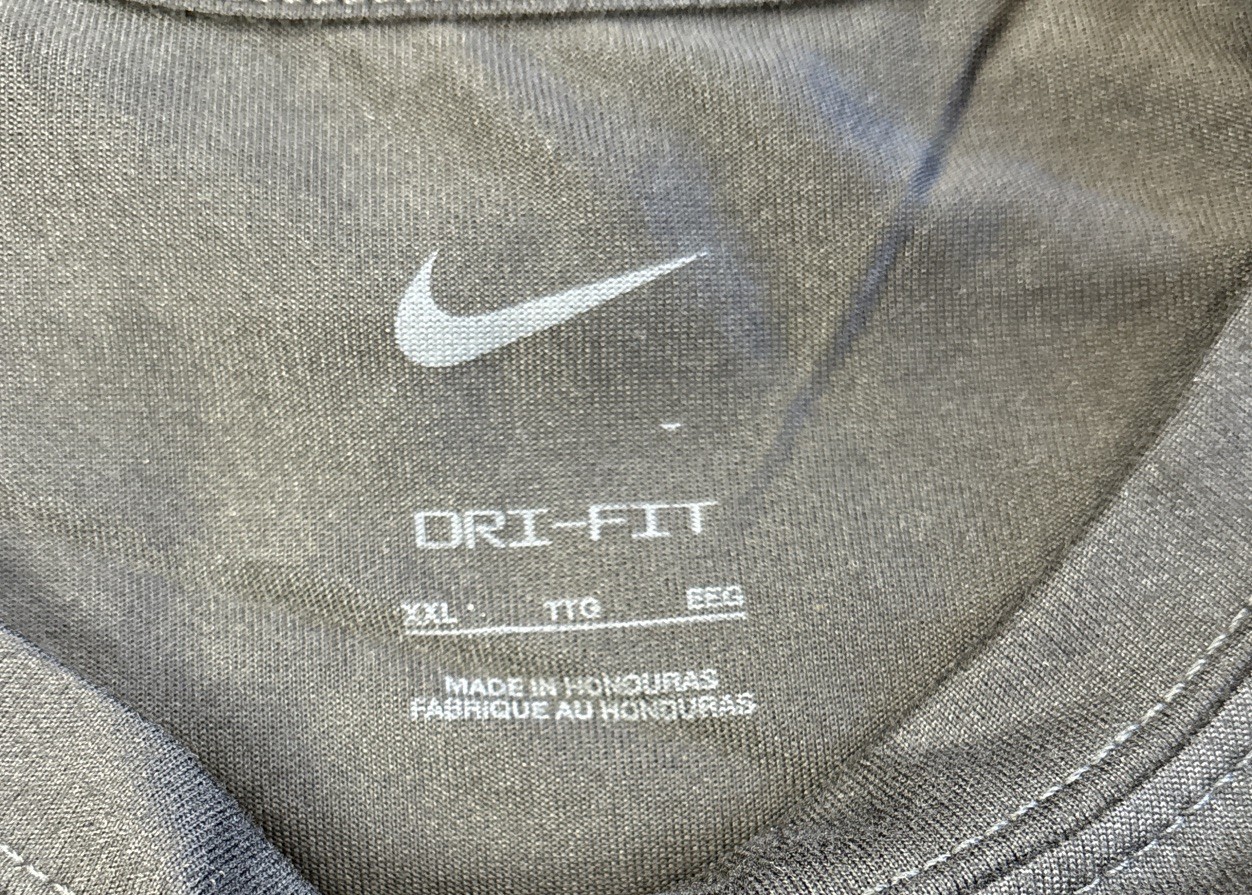 DRI-FIT
XXL TTG EEG
MADE IN HONDURAS
FABRIQUE AU HONDURAS